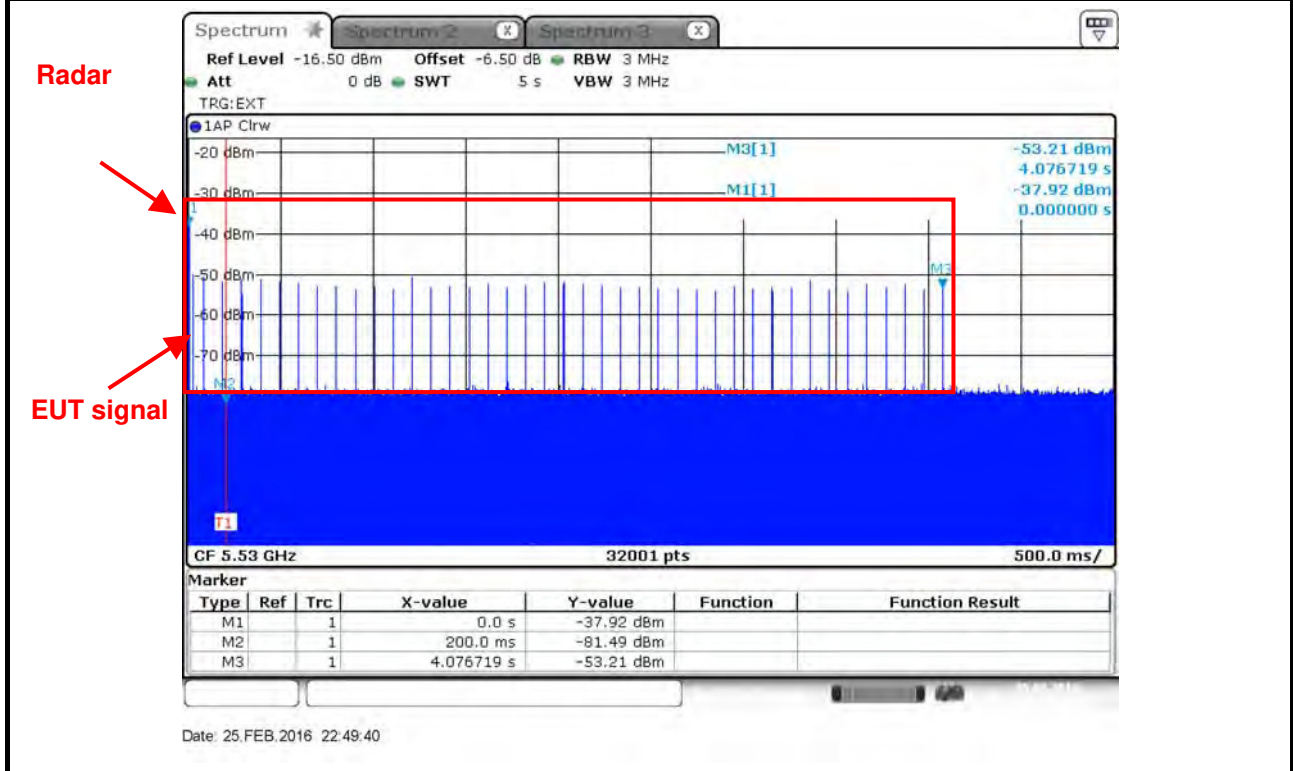 Spectrum Spectrum 2 X Spectrum 3 X
Ref Level -16.50 dBm Offset -6.50 dB RBW 3 MHz
Radar
Att 0 dB SWT 5 s VBW 3 MHz
TRG:EXT
1AP Clrw
-20 dBm M3[1] -53.21 dBm
4.076719 s
-30 dBm M1[1] -37.92 dBm
1 0.000000 s
-40 dBm
-50 dBm M3
-60 dBm
-70 dBm
M2
EUT signal
T1
CF 5.53 GHz 32001 pts 500.0 ms/
Marker
Type Ref Trc X-value Y-value Function Function Result
M1 1 0.0 s -37.92 dBm
M2 1 200.0 ms -81.49 dBm
M3 1 4.076719 s -53.21 dBm
Date: 25.FEB.2016 22:49:40